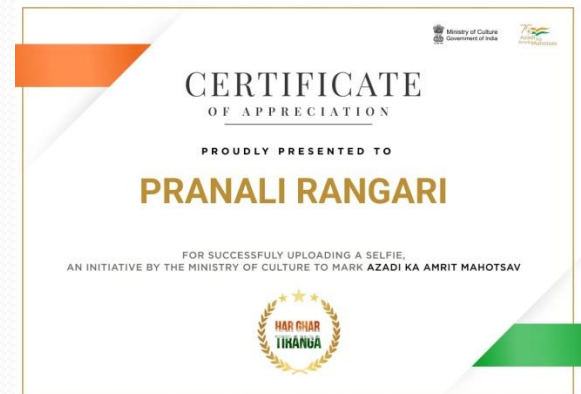 Ministry of Culture
Government of India
CERTIFICATE
OF APPRECIATION
PROUDLY PRESENTED TO
PRANALI RANGARI
FOR SUCCESSFULY UPLOADING A SELFIE,
AN INITIATIVE BY THE MINISTRY OF CULTURE TO MARK AZADI KA AMRIT MAHOTSAV
HAR GHAR
TIRANGA